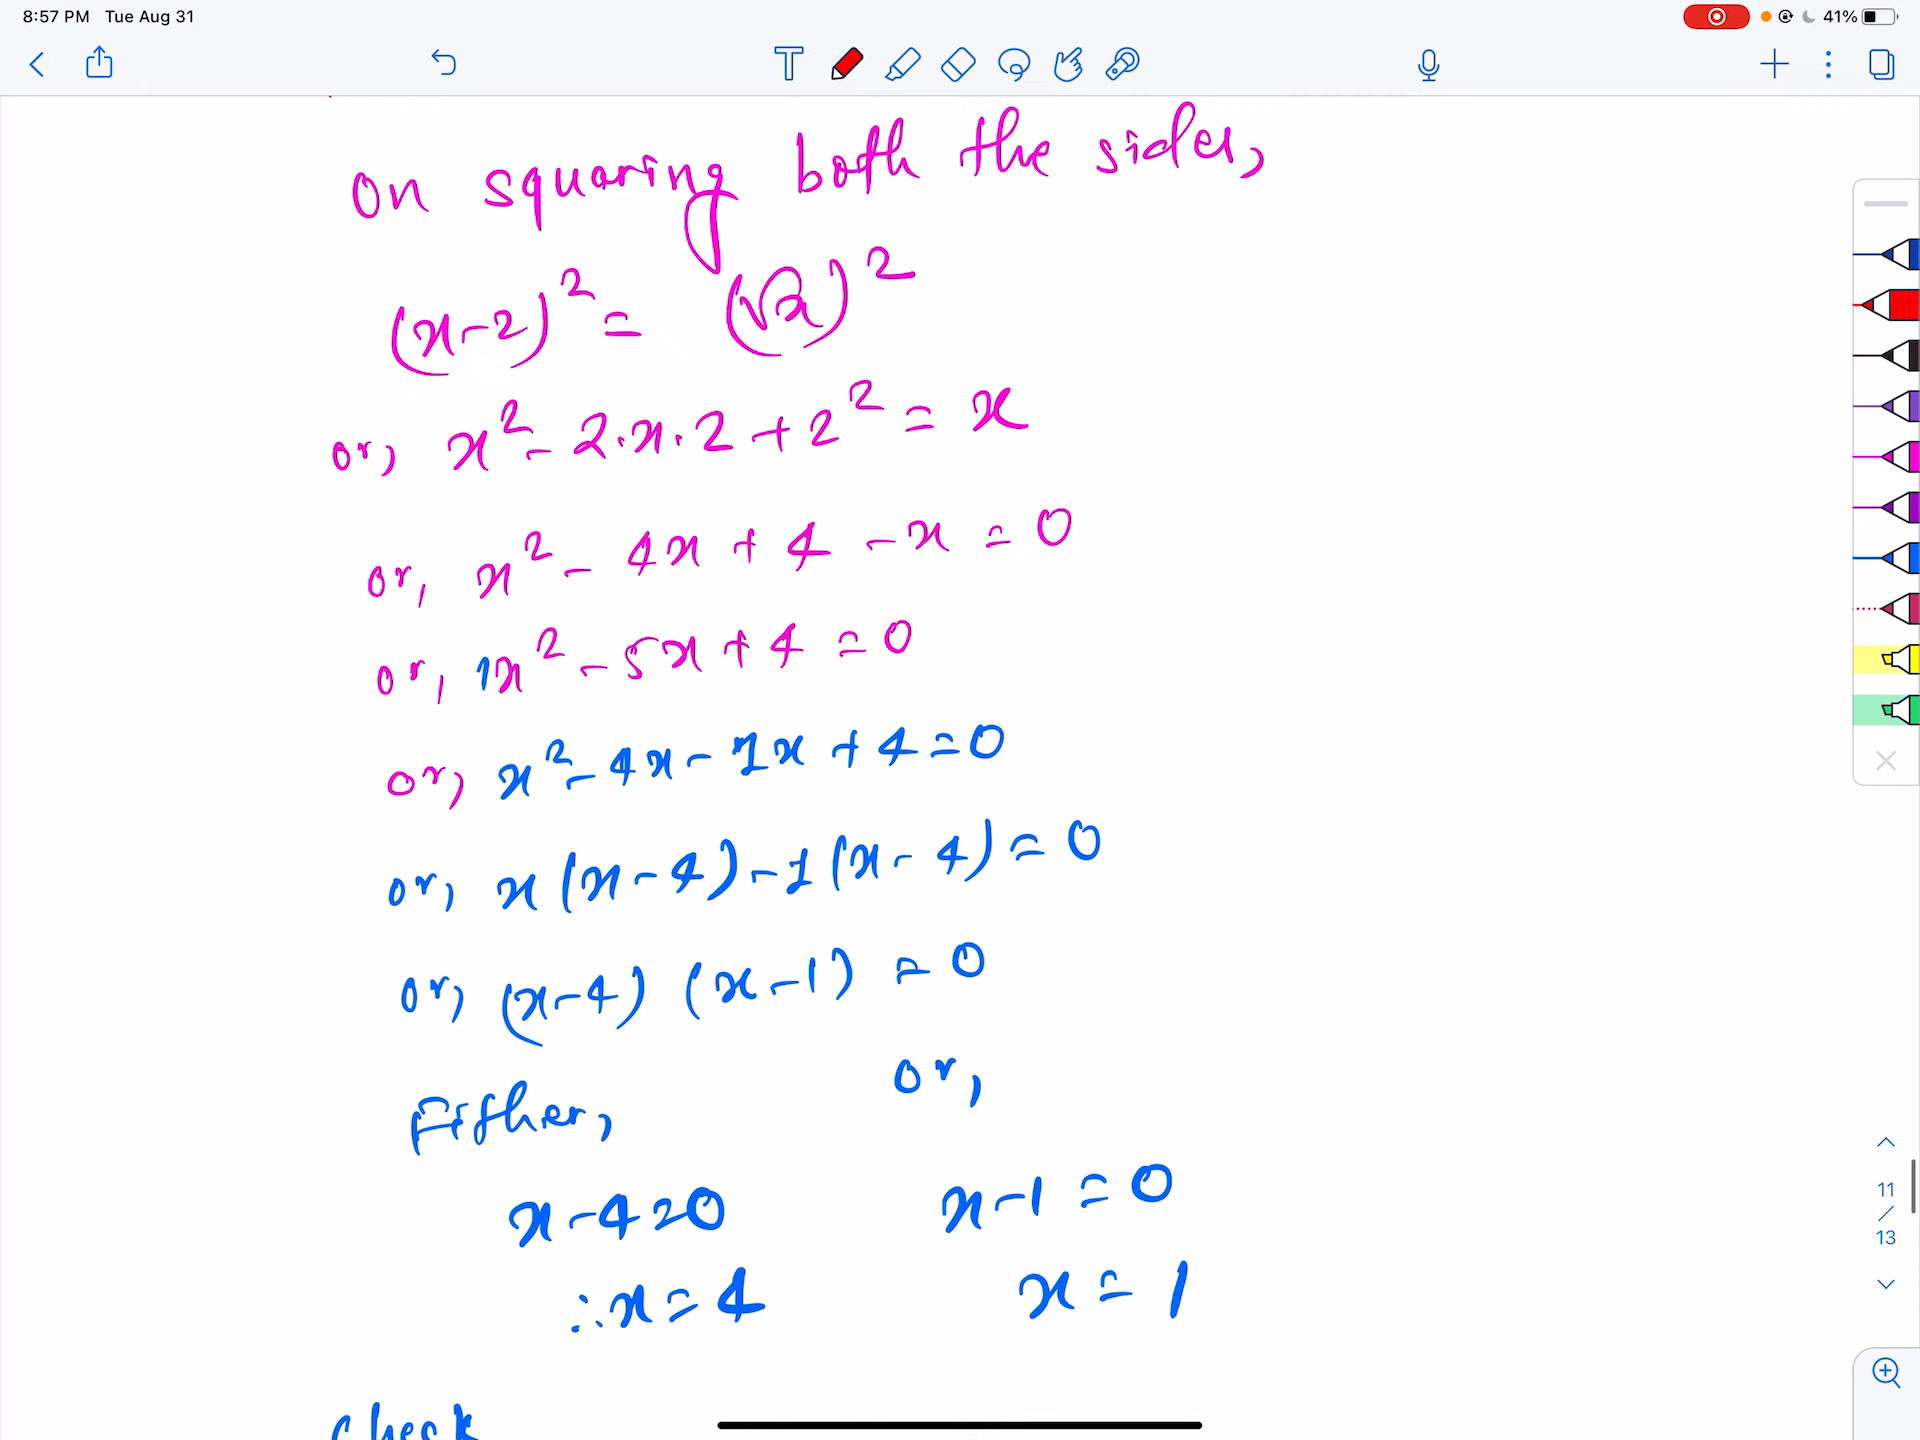 8:57 PM Tue Aug 31
41%
On squaring both the sides,
(x-2)² = (√x)²
or, x² - 2·x·2 + 2² = x
or, x² - 4x + 4 - x = 0
or, 1x² - 5x + 4 = 0
or, x² - 4x - 1x + 4 = 0
or, x(x-4) - 1(x-4) = 0
or, (x-4) (x-1) = 0
Either, or,
x-4=0 x-1=0
∴x=4 x=1
check
11
/
13